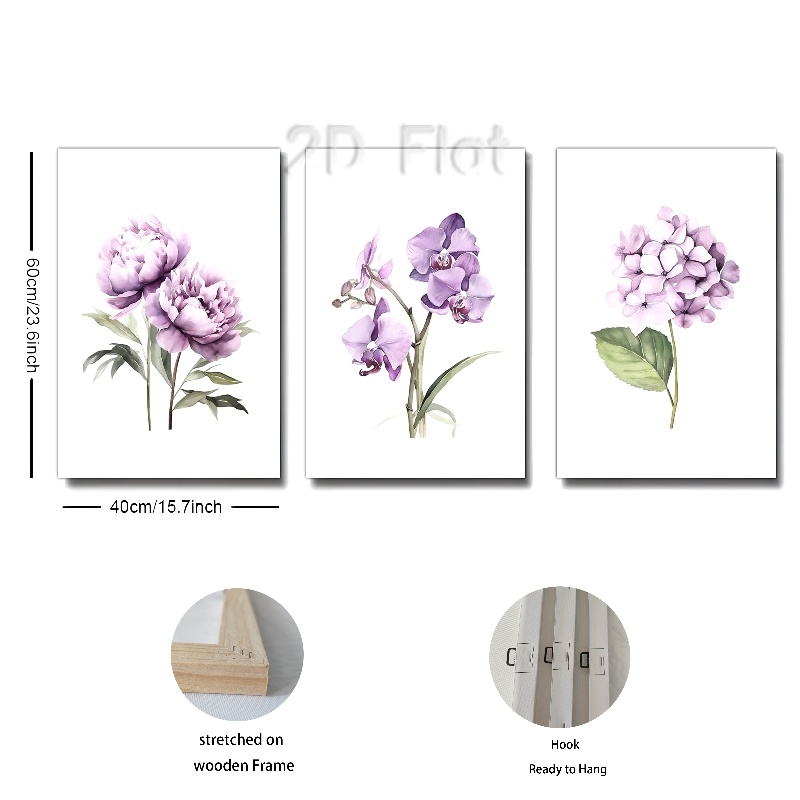 2D Flat
60cm/23.6inch
40cm/15.7inch
stretched on
wooden Frame
Hook
Ready to Hang